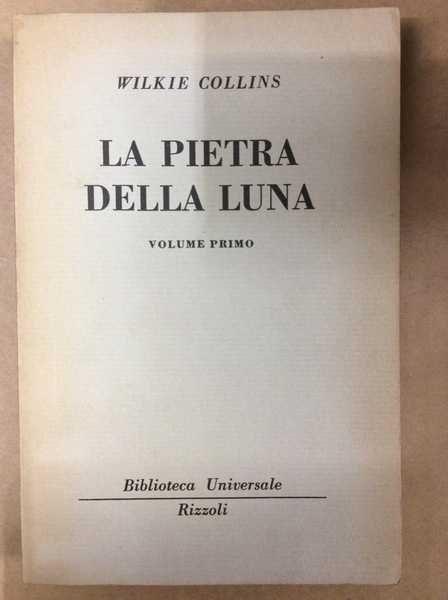 WILKIE COLLINS
LA PIETRA
DELLA LUNA
VOLUME PRIMO
Biblioteca Universale
Rizzoli